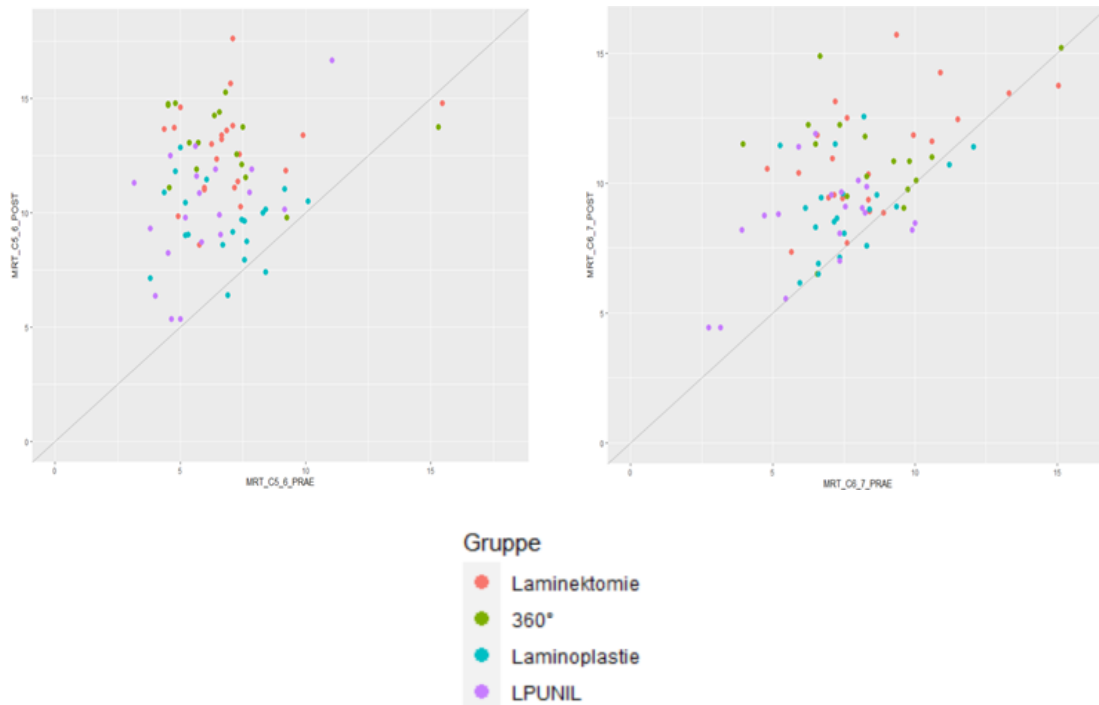 MRT_C5_6_POST
15
10
5
0
0
5
10
15
MRT_C5_6_PRAE
MRT_C6_7_POST
15
10
5
0
0
5
10
15
MRT_C6_7_PRAE
Gruppe
Laminektomie
360°
Laminoplastie
LPUNIL